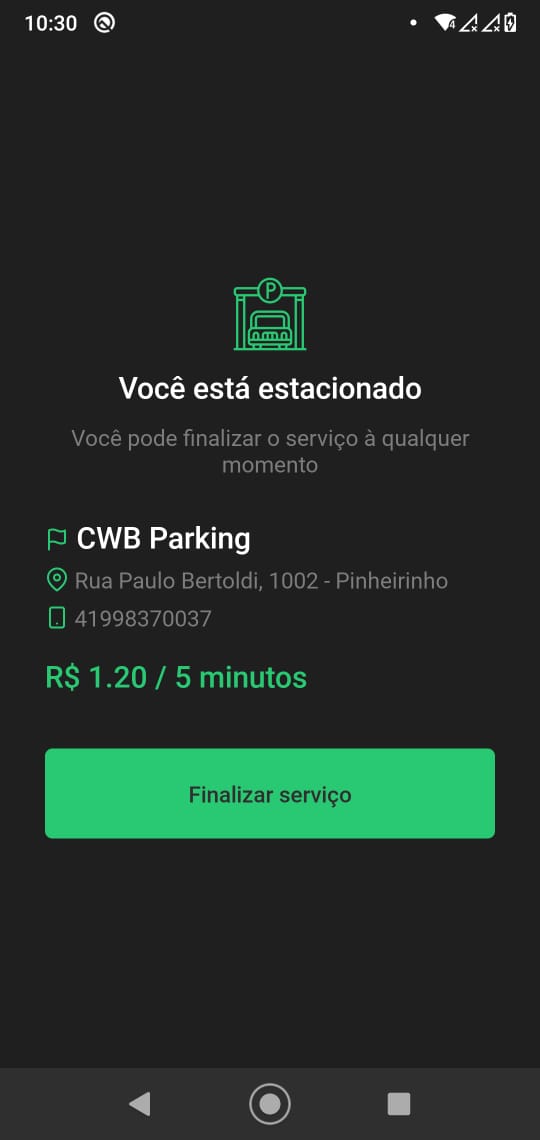 10:30
4
P
Você está estacionado
Você pode finalizar o serviço à qualquer
momento
CWB Parking
Rua Paulo Bertoldi, 1002 - Pinheirinho
41998370037
R$ 1.20 / 5 minutos
Finalizar serviço